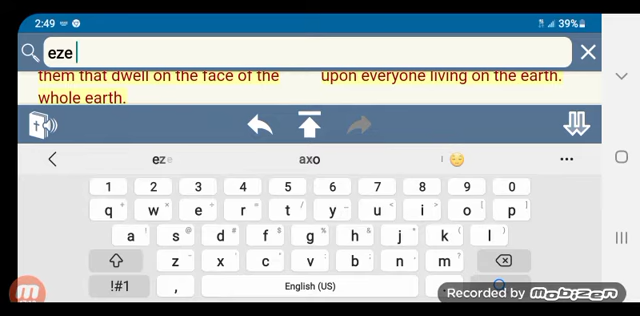 2:49 39%
eze
them that dwell on the face of the upon everyone living on the earth.
whole earth.
eze axo ...
1 2 3 4 5 6 7 8 9 0
q + w × e ÷ r = t / y _ u < i > o [ p ]
a ! s @ d # f $ g % h & j * k ( l )
z - x ' c " v : b ; n , m ?
!#1 , English (US) .
Recorded by MOBIZEN